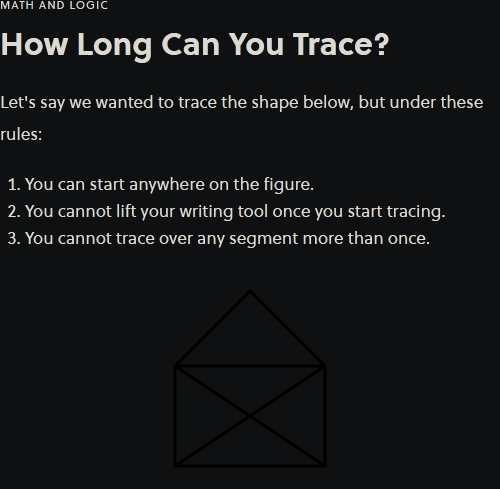 MATH AND LOGIC
How Long Can You Trace?
Let's say we wanted to trace the shape below, but under these
rules:
1. You can start anywhere on the figure.
2. You cannot lift your writing tool once you start tracing.
3. You cannot trace over any segment more than once.